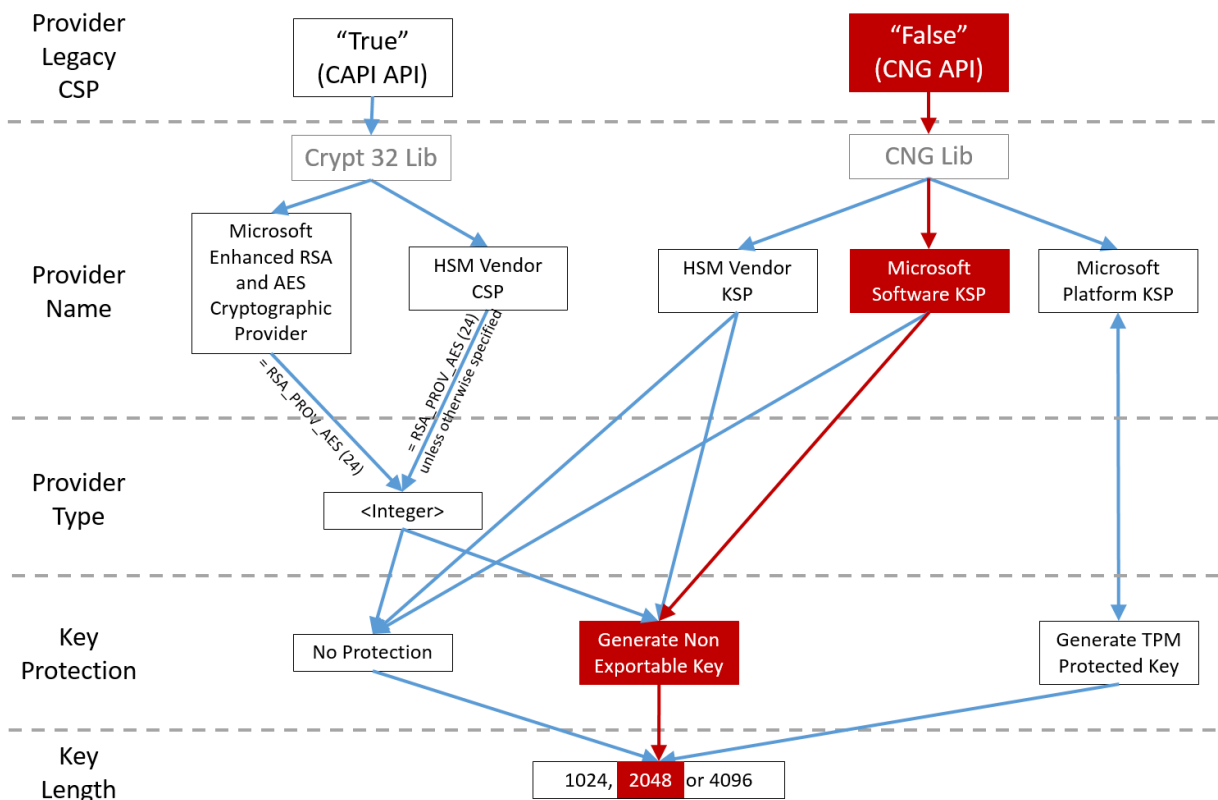 Provider
Legacy
CSP
“True”
(CAPI API)
“False”
(CNG API)
Crypt 32 Lib
CNG Lib
Provider
Name
Microsoft
Enhanced RSA
and AES
Cryptographic
Provider
HSM Vendor
CSP
HSM Vendor
KSP
Microsoft
Software KSP
Microsoft
Platform KSP
= RSA_PROV_AES (24)
= RSA_PROV_AES (24)
unless otherwise specified
Provider
Type
<Integer>
Key
Protection
No Protection
Generate Non
Exportable Key
Generate TPM
Protected Key
Key
Length
1024, 2048 or 4096